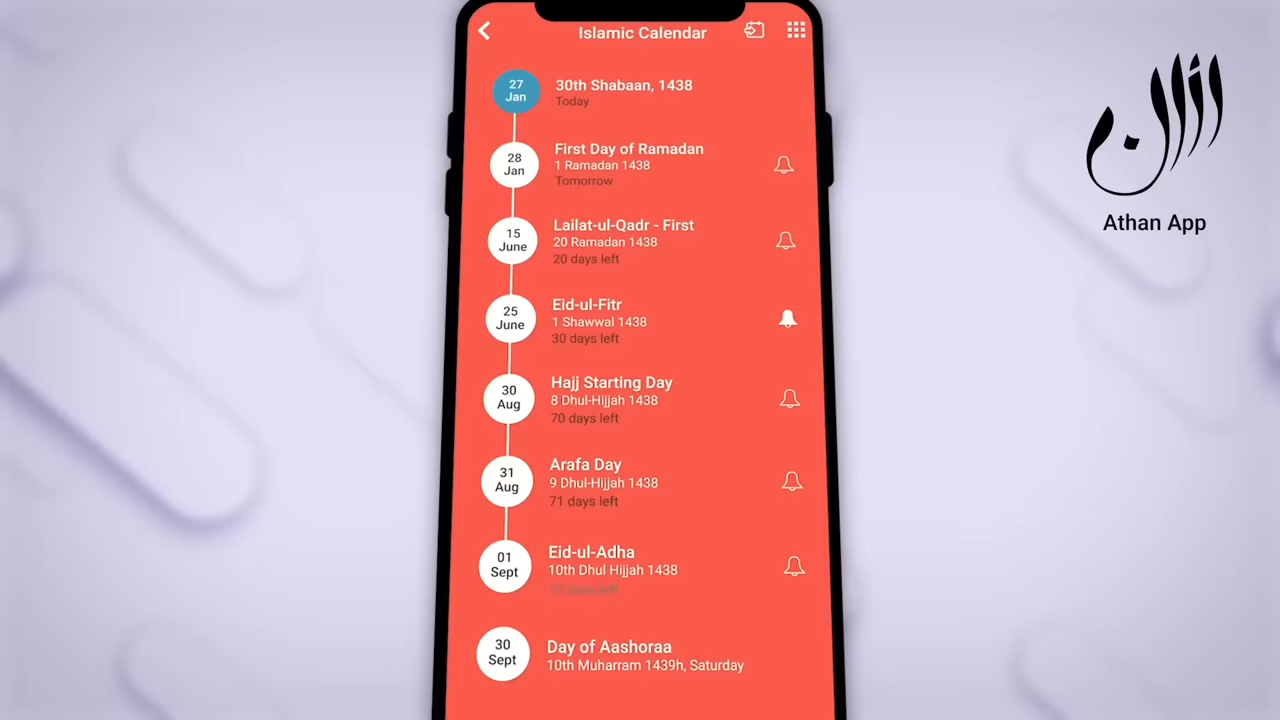 Islamic Calendar
27
Jan
30th Shabaan, 1438
Today
28
Jan
First Day of Ramadan
1 Ramadan 1438
Tomorrow
15
June
Lailat-ul-Qadr - First
20 Ramadan 1438
20 days left
25
June
Eid-ul-Fitr
1 Shawwal 1438
30 days left
30
Aug
Hajj Starting Day
8 Dhul-Hijjah 1438
70 days left
31
Aug
Arafa Day
9 Dhul-Hijjah 1438
71 days left
01
Sept
Eid-ul-Adha
10th Dhul Hijjah 1438
days left
30
Sept
Day of Aashoraa
10th Muharram 1439h, Saturday
Athan App